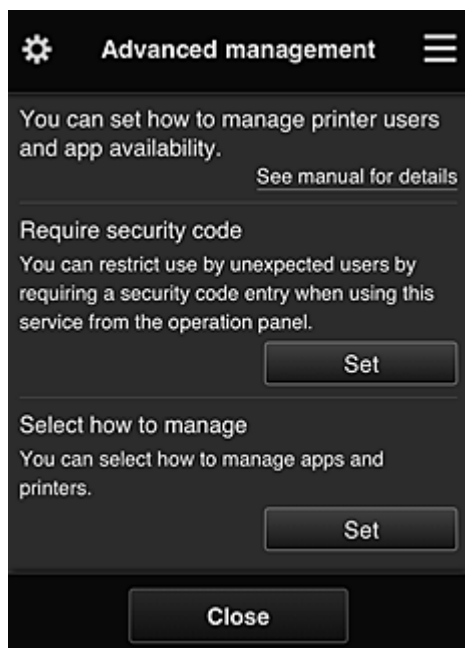 Advanced management
You can set how to manage printer users
and app availability.
See manual for details
Require security code
You can restrict use by unexpected users by
requiring a security code entry when using this
service from the operation panel.
Set
Select how to manage
You can select how to manage apps and
printers.
Set
Close